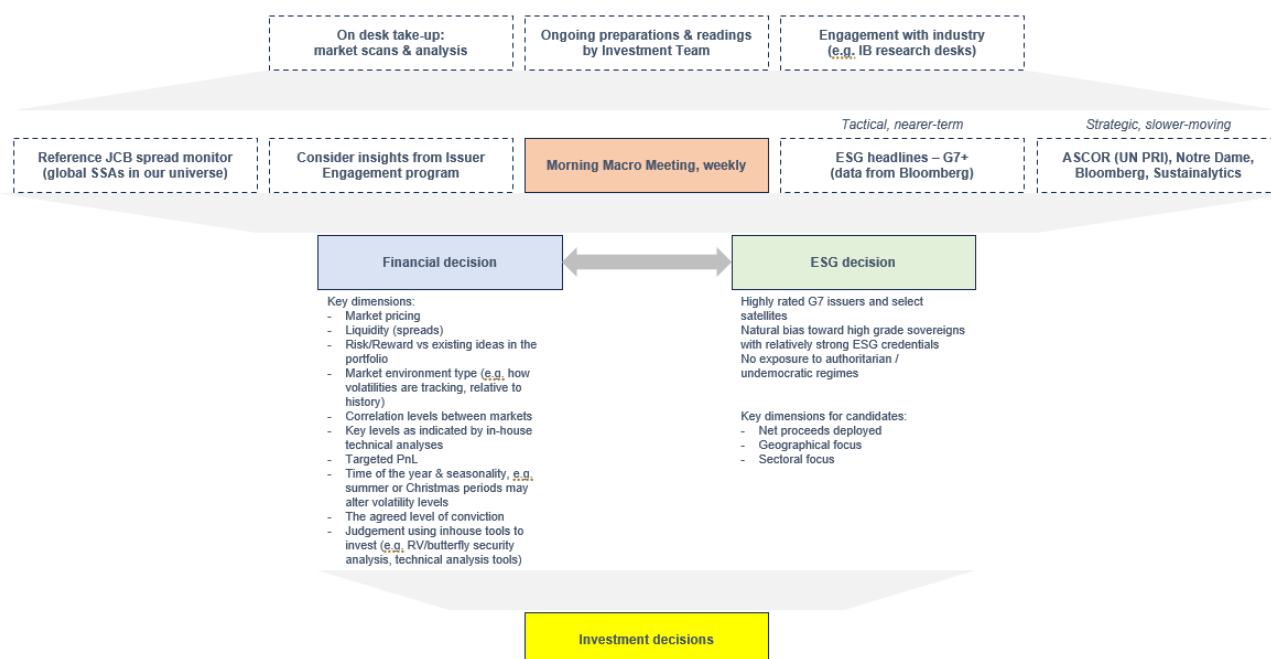 On desk take-up:
market scans & analysis
Ongoing preparations & readings
by Investment Team
Engagement with industry
(e.g. IB research desks)
Tactical, nearer-term
Strategic, slower-moving
Reference JCB spread monitor
(global SSAs in our universe)
Consider insights from Issuer
Engagement program
Morning Macro Meeting, weekly
ESG headlines – G7+
(data from Bloomberg)
ASCOR (UN PRI), Notre Dame,
Bloomberg, Sustainalytics
Financial decision
ESG decision
Key dimensions:
- Market pricing
- Liquidity (spreads)
- Risk/Reward vs existing ideas in the
portfolio
- Market environment type (e.g. how
volatilities are tracking, relative to
history)
- Correlation levels between markets
- Key levels as indicated by in-house
technical analyses
- Targeted PnL
- Time of the year & seasonality, e.g.
summer or Christmas periods may
alter volatility levels
- The agreed level of conviction
- Judgement using inhouse tools to
invest (e.g. RV/butterfly security
analysis, technical analysis tools)
Highly rated G7 issuers and select
satellites
Natural bias toward high grade sovereigns
with relatively strong ESG credentials
No exposure to authoritarian /
undemocratic regimes
Key dimensions for candidates:
- Net proceeds deployed
- Geographical focus
- Sectoral focus
Investment decisions